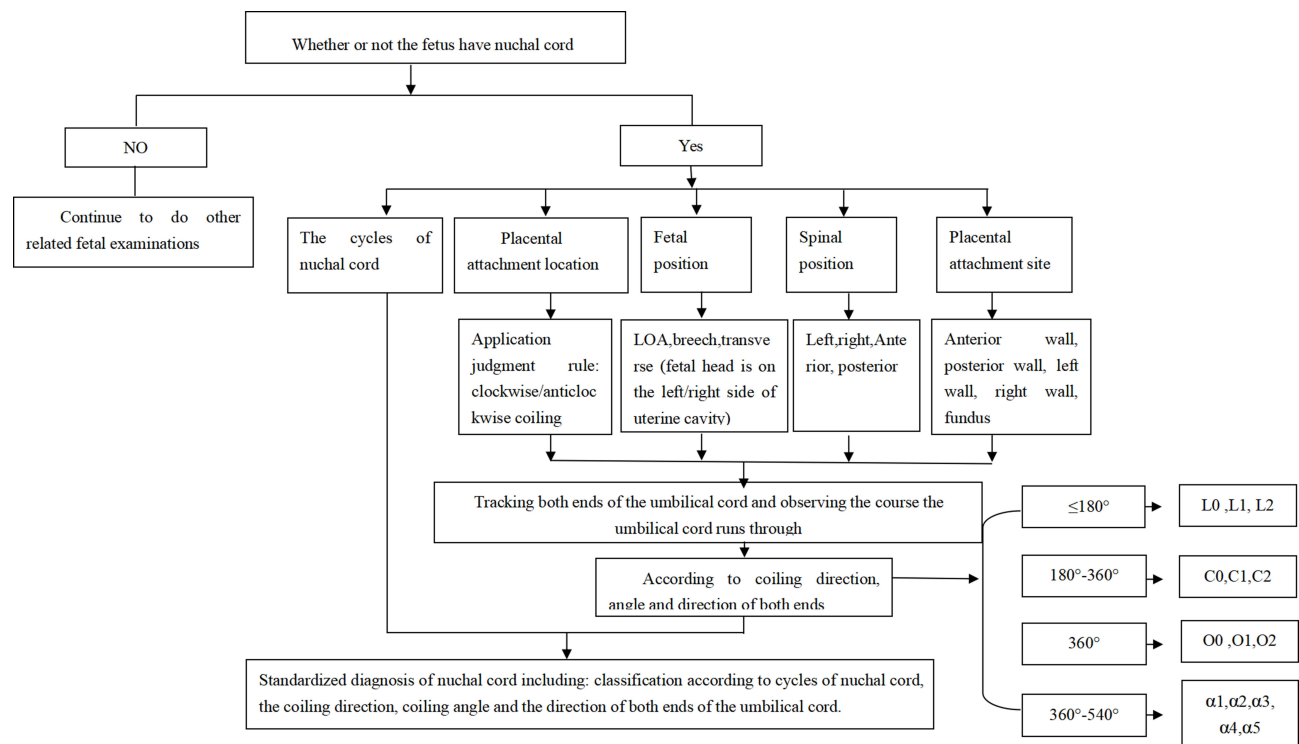 Whether or not the fetus have nuchal cord
NO
Yes
Continue to do other
related fetal examinations
The cycles of
nuchal cord
Placental
attachment location
Fetal
position
Spinal
position
Placental
attachment site
Application
judgment rule:
clockwise/anticloc
kwise coiling
LOA,breech,transve
rse (fetal head is on
the left/right side of
uterine cavity)
Left,right,Ante
rior, posterior
Anterior wall,
posterior wall, left
wall, right wall,
fundus
Tracking both ends of the umbilical cord and observing the course the
umbilical cord runs through
≤180°
L0 ,L1, L2
According to coiling direction,
angle and direction of both ends
180°-360°
C0,C1,C2
360°
O0 ,O1,O2
Standardized diagnosis of nuchal cord including: classification according to cycles of nuchal cord,
the coiling direction, coiling angle and the direction of both ends of the umbilical cord.
360°-540°
α1,α2,α3,
α4,α5